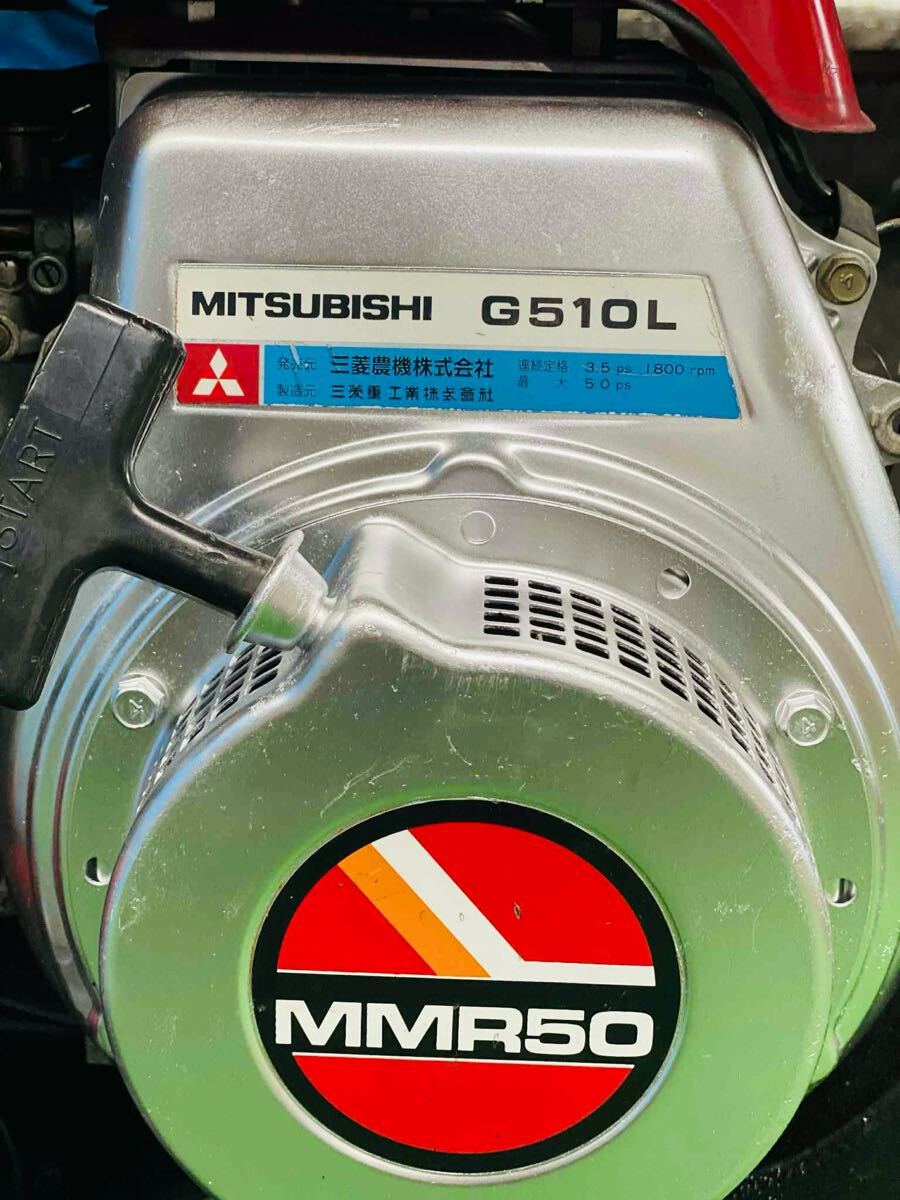 MITSUBISHI G510L
発売元 三菱農機株式会社
製造元 三菱重工業株式會社
連続定格 3.5 ps 1800 rpm
最大 5.0 ps
START
MMR50